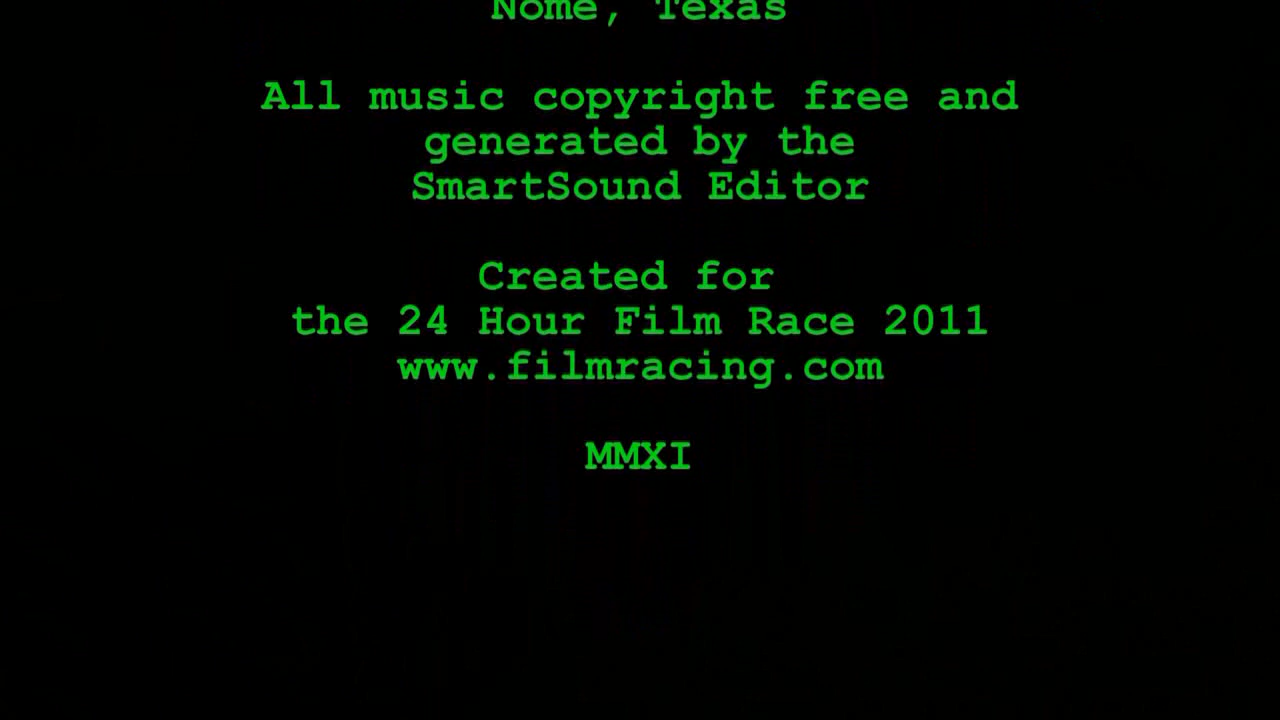 Nome, Texas
All music copyright free and
generated by the
SmartSound Editor
Created for
the 24 Hour Film Race 2011
www.filmracing.com
MMXI